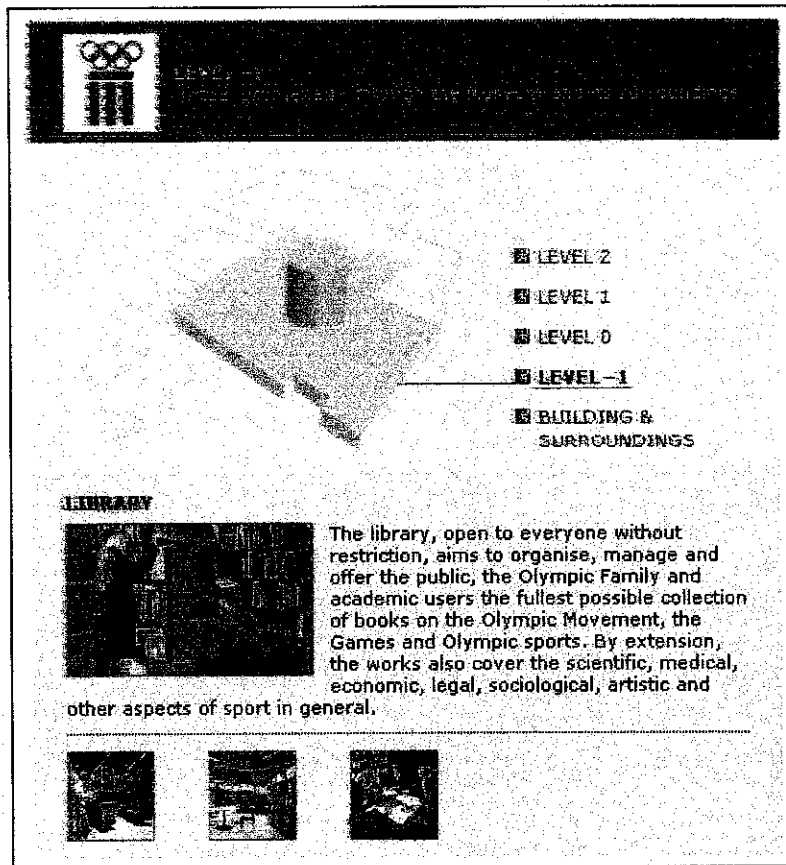 LEVEL -1
LEVEL 2
LEVEL 1
LEVEL 0
LEVEL -1
BUILDING &
SURROUNDINGS
LIBRARY
The library, open to everyone without
restriction, aims to organise, manage and
offer the public, the Olympic Family and
academic users the fullest possible collection
of books on the Olympic Movement, the
Games and Olympic sports. By extension,
the works also cover the scientific, medical,
economic, legal, sociological, artistic and
other aspects of sport in general.